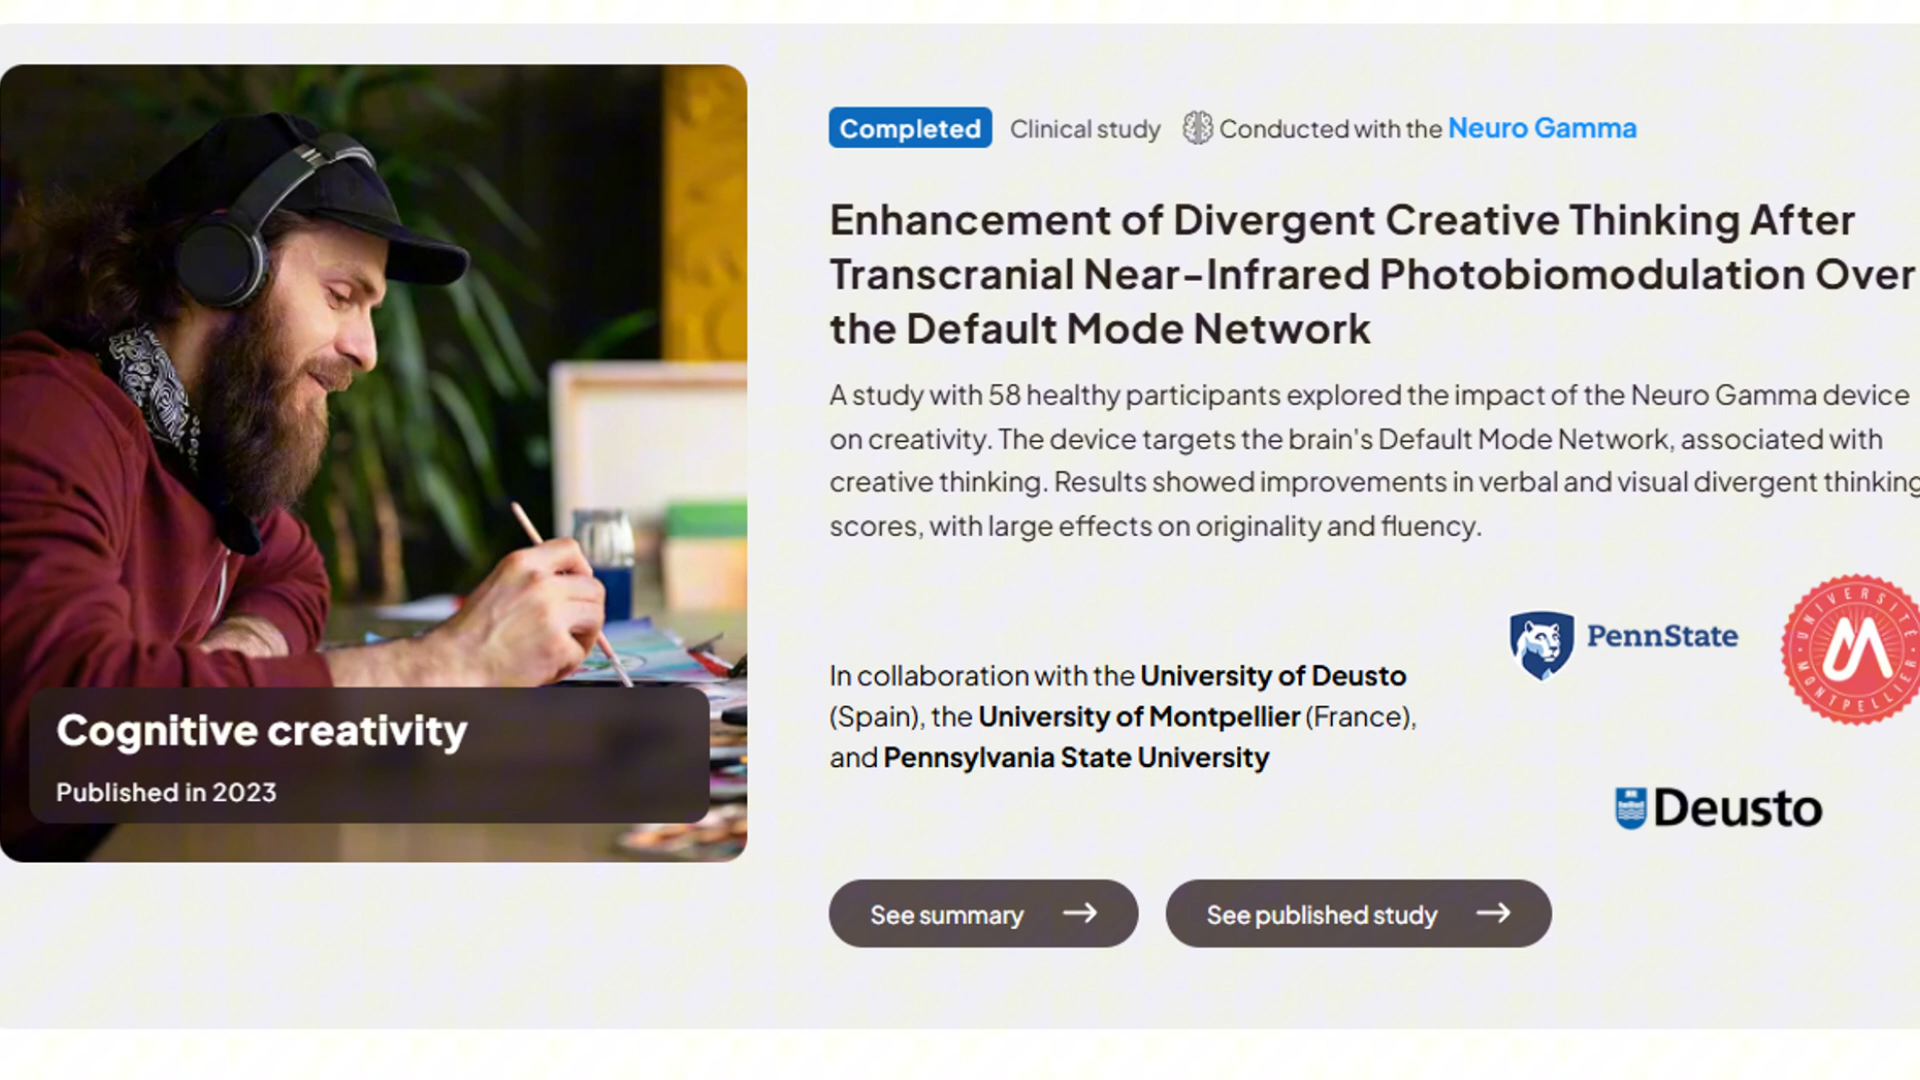 Completed Clinical study Conducted with the Neuro Gamma
Enhancement of Divergent Creative Thinking After
Transcranial Near-Infrared Photobiomodulation Over
the Default Mode Network
A study with 58 healthy participants explored the impact of the Neuro Gamma device
on creativity. The device targets the brain's Default Mode Network, associated with
creative thinking. Results showed improvements in verbal and visual divergent thinking
scores, with large effects on originality and fluency.
In collaboration with the University of Deusto
(Spain), the University of Montpellier (France),
and Pennsylvania State University
PennState
UNIVERSITÉ
MONTPELLIER
Deusto
Cognitive creativity
Published in 2023
See summary
See published study